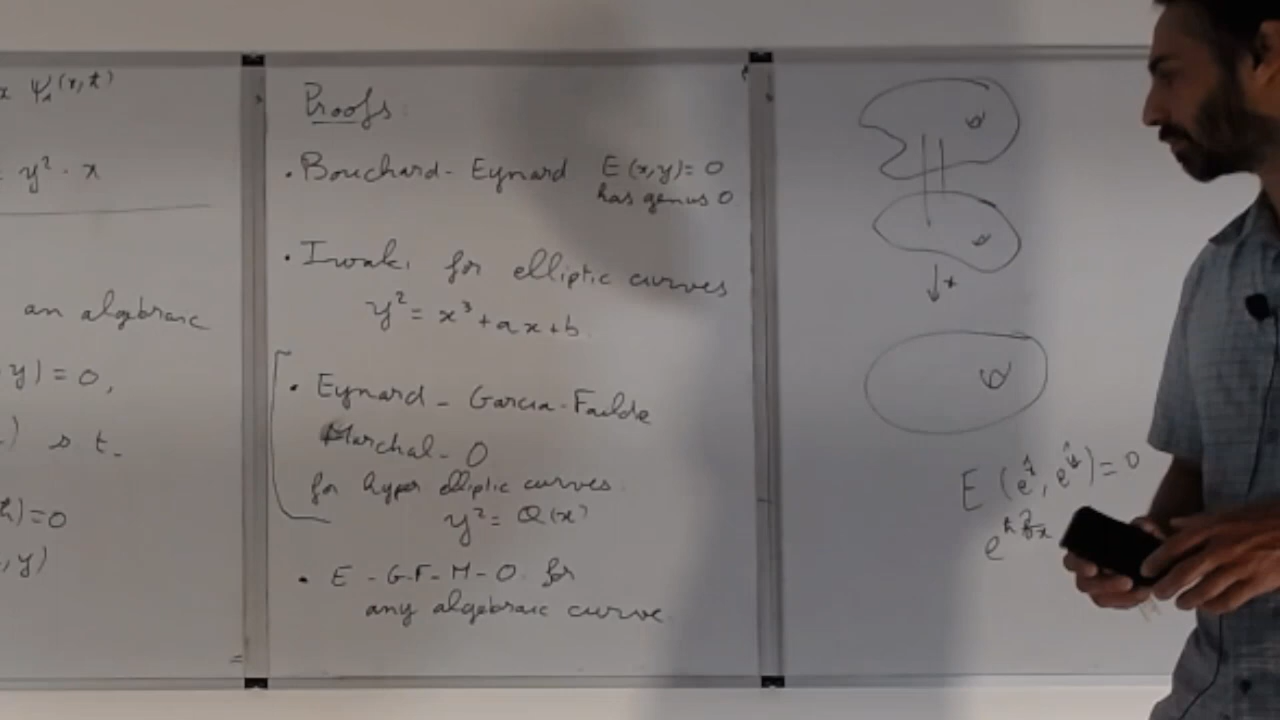 x ψ(x,ħ)
y² - x
an algebraic
y) = 0,
) s t.
ħ)=0
, y)
Proofs:
. Bouchard - Eynard E(x,y)=0
has genus 0
. Iwaki for elliptic curves
y² = x³ + ax + b.
. Eynard - Garcia-Failde
Marchal - O
for hyper elliptic curves.
y² = Q(x)
. E - G-F - M - O. for
any algebraic curve
x
E(e^x̂, e^ŷ) = 0
e^{ħ ∂/∂x}